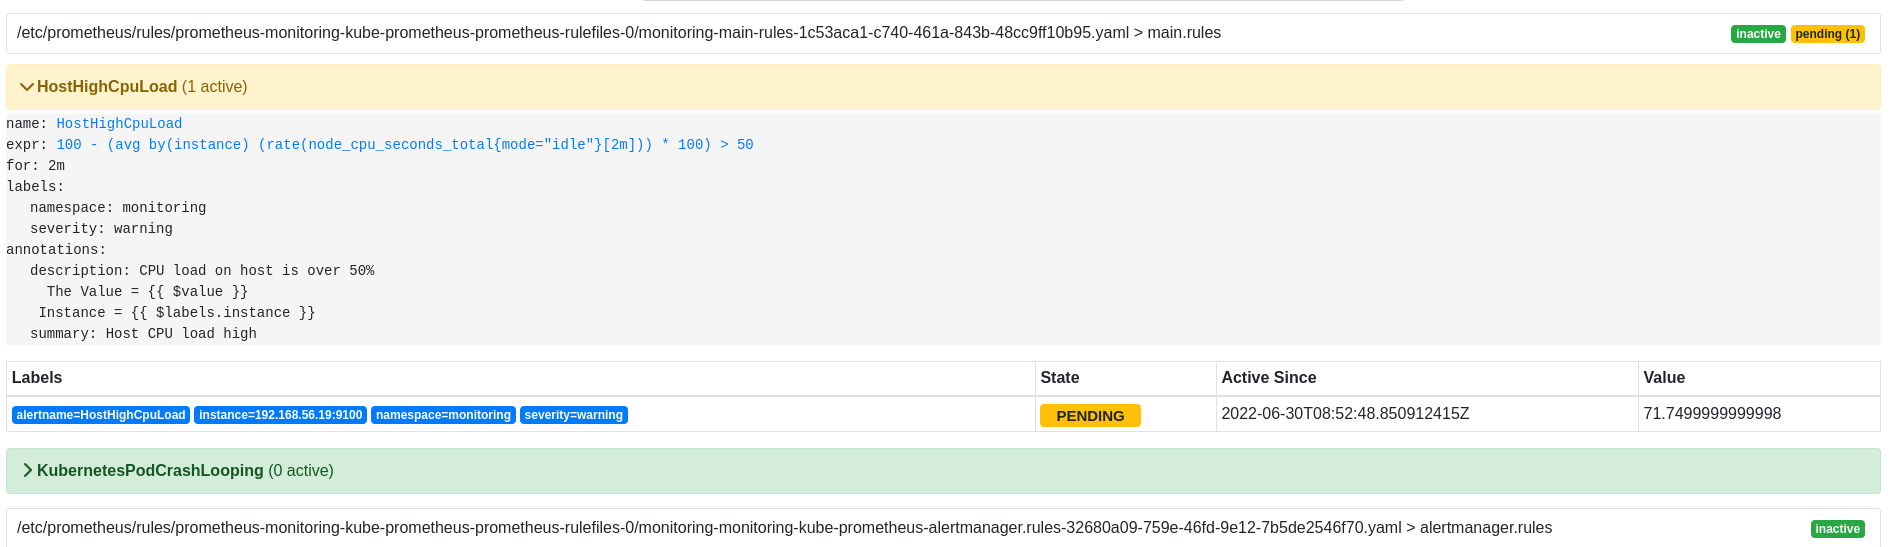 /etc/prometheus/rules/prometheus-monitoring-kube-prometheus-prometheus-rulefiles-0/monitoring-main-rules-1c53aca1-c740-461a-843b-48cc9ff10b95.yaml > main.rules inactive pending (1)
HostHighCpuLoad (1 active)
name: HostHighCpuLoad
expr: 100 - (avg by(instance) (rate(node_cpu_seconds_total{mode="idle"}[2m])) * 100) > 50
for: 2m
labels:
namespace: monitoring
severity: warning
annotations:
description: CPU load on host is over 50%
The Value = {{ $value }}
Instance = {{ $labels.instance }}
summary: Host CPU load high
Labels State Active Since Value
alertname=HostHighCpuLoad instance=192.168.56.19:9100 namespace=monitoring severity=warning PENDING 2022-06-30T08:52:48.850912415Z 71.7499999999998
KubernetesPodCrashLooping (0 active)
/etc/prometheus/rules/prometheus-monitoring-kube-prometheus-prometheus-rulefiles-0/monitoring-monitoring-kube-prometheus-alertmanager.rules-32680a09-759e-46fd-9e12-7b5de2546f70.yaml > alertmanager.rules inactive